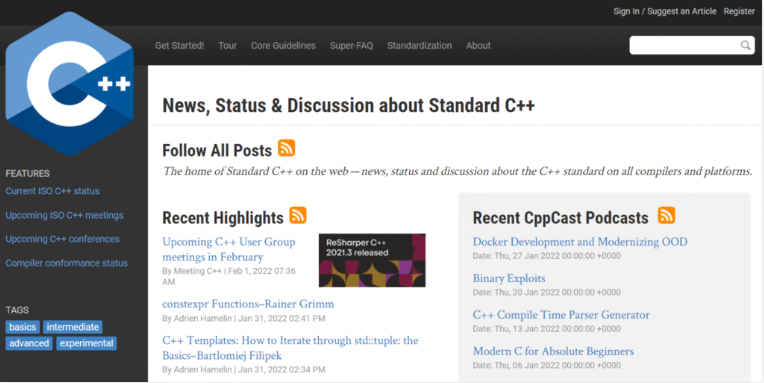 Sign In / Suggest an Article Register
C++
Get Started! Tour Core Guidelines Super-FAQ Standardization About
News, Status & Discussion about Standard C++
Follow All Posts
The home of Standard C++ on the web — news, status and discussion about the C++ standard on all compilers and platforms.
FEATURES
Current ISO C++ status
Upcoming ISO C++ meetings
Upcoming C++ conferences
Compiler conformance status
TAGS
basics intermediate
advanced experimental
Recent Highlights
Upcoming C++ User Group
meetings in February
By Meeting C++ | Feb 1, 2022 07:36
AM
ReSharper C++
2021.3 released
constexpr Functions–Rainer Grimm
By Adrien Hamelin | Jan 31, 2022 02:41 PM
C++ Templates: How to Iterate through std::tuple: the
Basics–Bartlomiej Filipek
By Adrien Hamelin | Jan 31, 2022 02:34 PM
Recent CppCast Podcasts
Docker Development and Modernizing OOD
Date: Thu, 27 Jan 2022 00:00:00 +0000
Binary Exploits
Date: Thu, 20 Jan 2022 00:00:00 +0000
C++ Compile Time Parser Generator
Date: Thu, 13 Jan 2022 00:00:00 +0000
Modern C for Absolute Beginners
Date: Thu, 06 Jan 2022 00:00:00 +0000